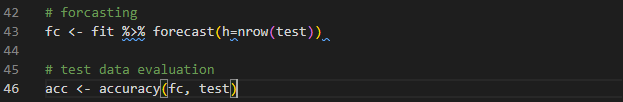 42 # forcasting
43 fc <- fit %>% forecast(h=nrow(test))
44
45 # test data evaluation
46 acc <- accuracy(fc, test)